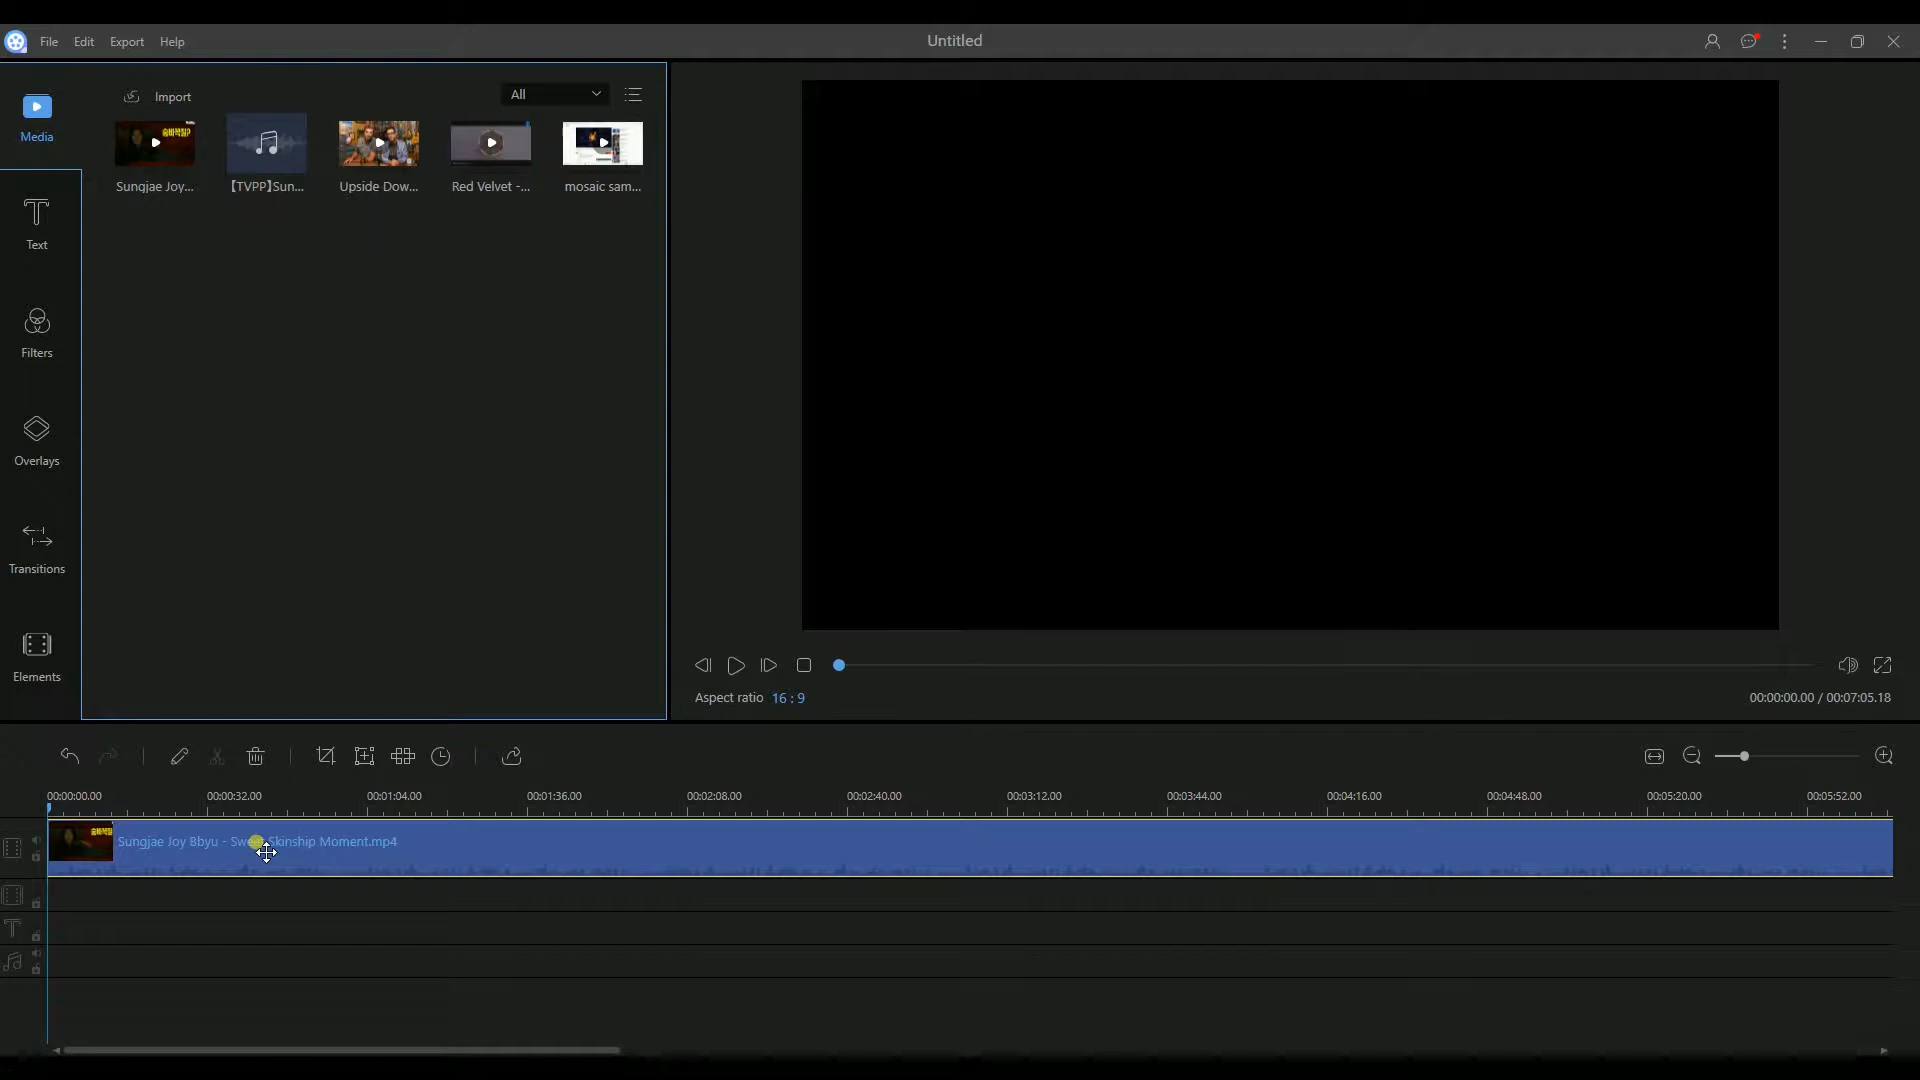 File Edit Export Help
Untitled
Media
Import
All
Sungjae Joy...
【TVPP】Sun...
Upside Dow...
Red Velvet -...
mosaic sam...
Text
Filters
Overlays
Transitions
Elements
Aspect ratio 16 : 9
00:00:00.00 / 00:07:05.18
00:00:00.00 00:00:32.00 00:01:04.00 00:01:36.00 00:02:08.00 00:02:40.00 00:03:12.00 00:03:44.00 00:04:16.00 00:04:48.00 00:05:20.00 00:05:52.00
Sungjae Joy Bbyu - Sweet Skinship Moment.mp4